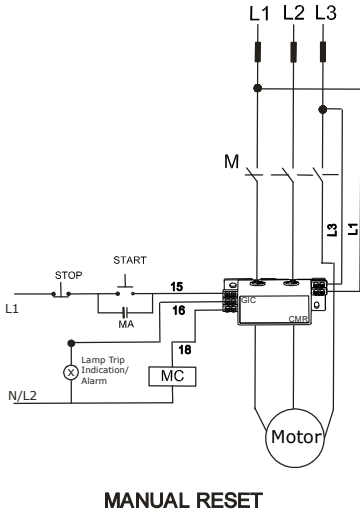 L1 L2 L3
M
L3
L1
START
STOP
15
L1
MA
16
GIC
CMR
18
Lamp Trip
Indication/
Alarm
X
MC
N/L2
Motor
MANUAL RESET